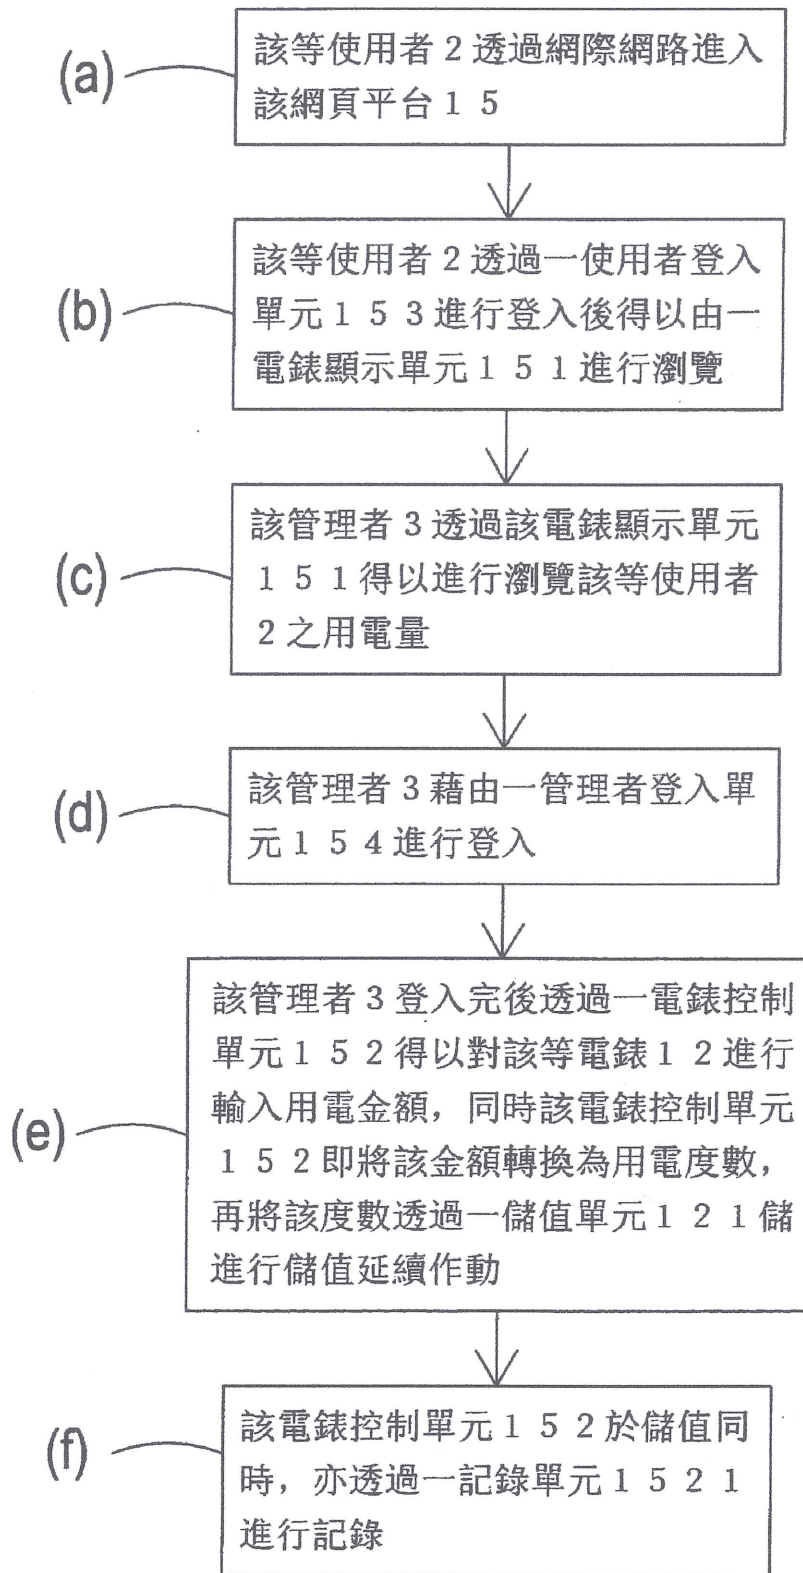 (a)
該等使用者2透過網際網路進入
該網頁平台15
(b)
該等使用者2透過一使用者登入
單元153進行登入後得以由一
電錶顯示單元151進行瀏覽
(c)
該管理者3透過該電錶顯示單元
151得以進行瀏覽該等使用者
2之用電量
(d)
該管理者3藉由一管理者登入單
元154進行登入
(e)
該管理者3登入完後透過一電錶控制
單元152得以對該等電錶12進行
輸入用電金額，同時該電錶控制單元
152即將該金額轉換為用電度數，
再將該度數透過一儲值單元121儲
進行儲值延續作動
(f)
該電錶控制單元152於儲值同
時，亦透過一記錄單元1521
進行記錄